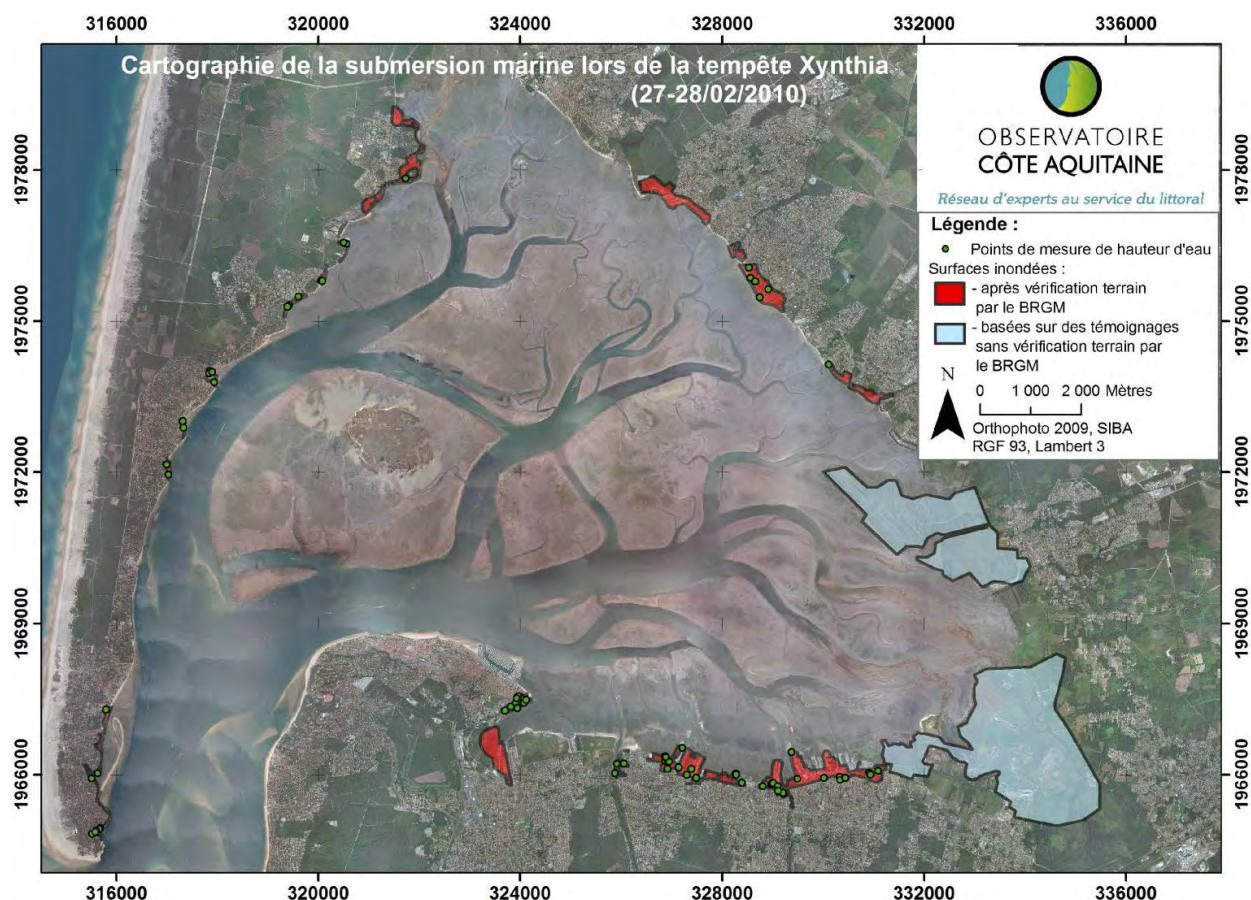 316000 320000 324000 328000 332000 336000
Cartographie de la submersion marine lors de la tempête Xynthia
(27-28/02/2010)
OBSERVATOIRE
CÔTE AQUITAINE
Réseau d'experts au service du littoral
Légende :
Points de mesure de hauteur d'eau
Surfaces inondées :
- après vérification terrain
par le BRGM
- basées sur des témoignages
sans vérification terrain par
le BRGM
N
0 1 000 2 000 Mètres
Orthophoto 2009, SIBA
RGF 93, Lambert 3
1978000
1975000
1972000
1969000
1966000
1978000
1975000
1972000
1969000
1966000
316000 320000 324000 328000 332000 336000